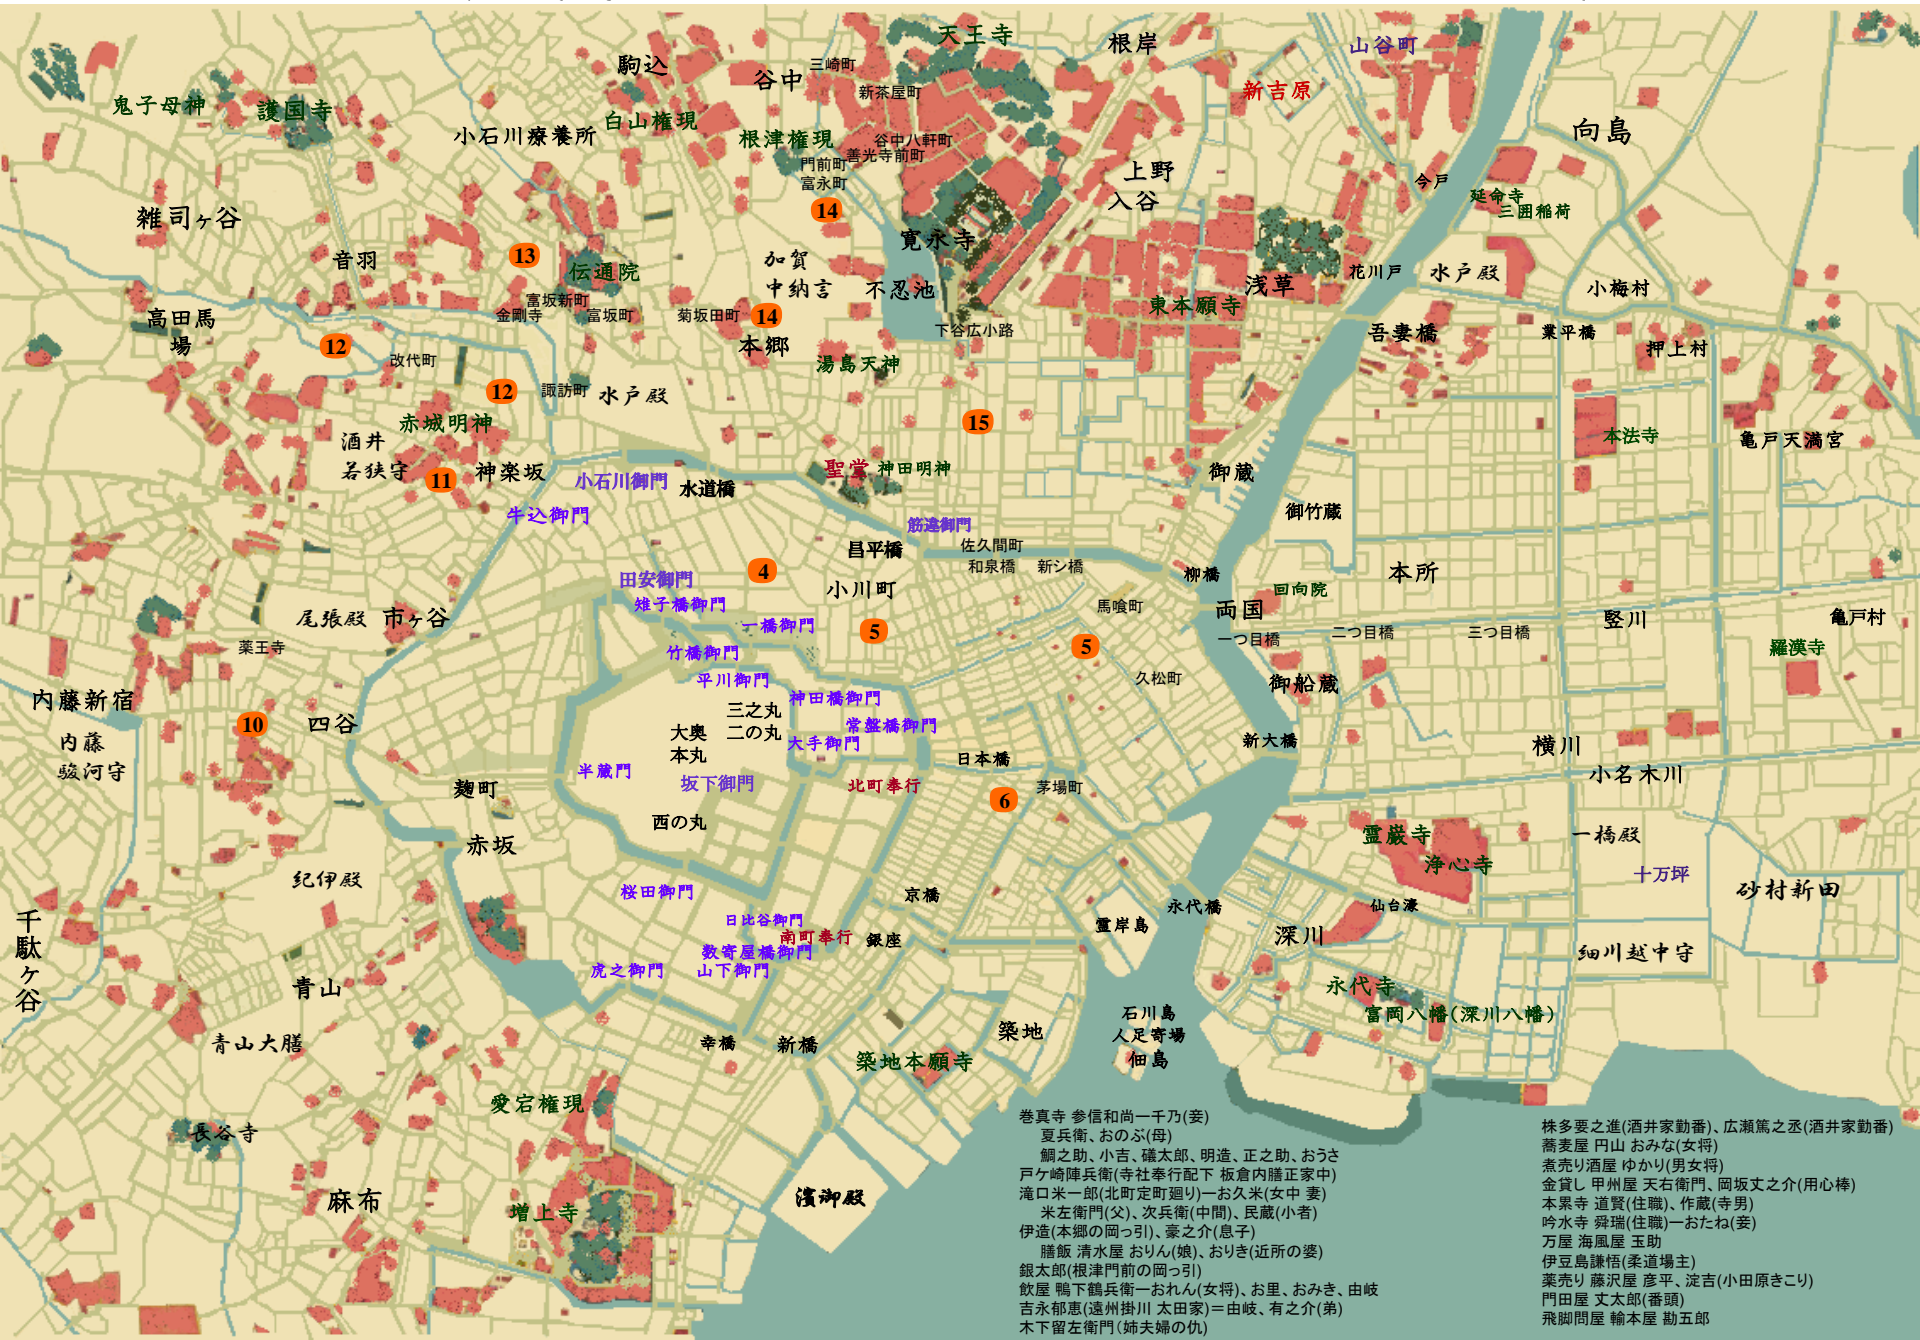 天王寺
根岸
山谷町
駒込
三崎町
谷中
新茶屋町
新吉原
鬼子母神
護国寺
白山権現
小石川療養所
根津権現
谷中八軒町
善光寺前町
向島
門前町
富永町
上野
入谷
今戸
延命寺
三囲稲荷
雑司ヶ谷
14
寛永寺
13
音羽
伝通院
加賀
中納言
不忍池
浅草
花川戸
水戸殿
小梅村
富坂新町
金剛寺
富坂町
菊坂田町
14
東本願寺
高田馬
場
12
本郷
下谷広小路
吾妻橋
業平橋
押上村
改代町
湯島天神
12
諏訪町
水戸殿
赤城明神
15
本法寺
亀戸天満宮
酒井
若狭守
11
神楽坂
小石川御門
水道橋
聖堂
神田明神
御蔵
牛込御門
筋違御門
御竹蔵
昌平橋
佐久間町
和泉橋
新シ橋
4
田安御門
小川町
柳橋
本所
雉子橋御門
馬喰町
回向院
両国
尾張殿
市ヶ谷
一橋御門
5
一つ目橋
二つ目橋
三つ目橋
竪川
亀戸村
薬王寺
竹橋御門
5
羅漢寺
平川御門
久松町
御船蔵
内藤新宿
神田橋御門
10
四谷
三之丸
二の丸
常盤橋御門
大奥
本丸
大手御門
新大橋
横川
内藤
駿河守
半蔵門
日本橋
坂下御門
北町奉行
茅場町
小名木川
麹町
6
西の丸
赤坂
霊巌寺
浄心寺
一橋殿
紀伊殿
桜田御門
京橋
永代橋
仙台濠
十万坪
砂村新田
日比谷御門
霊岸島
千駄ヶ谷
南町奉行
銀座
深川
数寄屋橋御門
細川越中守
虎之御門
山下御門
青山
永代寺
富岡八幡(深川八幡)
石川島
人足寄場
佃島
青山大膳
幸橋
新橋
築地
築地本願寺
愛宕権現
長谷寺
麻布
増上寺
濱御殿
巻真寺 参信和尚ー千乃(妾)
夏兵衛、おのぶ(母)
鯛之助、小吉、礒太郎、明造、正之助、おうさ
戸ケ崎陣兵衛(寺社奉行配下 板倉内膳正家中)
滝口米一郎(北町定町廻り)ーお久米(女中 妻)
米左衛門(父)、次兵衛(中間)、民蔵(小者)
伊造(本郷の岡っ引)、豪之介(息子)
膳飯 清水屋 おりん(娘)、おりき(近所の婆)
銀太郎(根津門前の岡っ引)
飲屋 鴨下鶴兵衛ーおれん(女将)、お里、おみき、由岐
吉永郁恵(遠州掛川 太田家)＝由岐、有之介(弟)
木下留左衛門(姉夫婦の仇)
株多要之進(酒井家勤番)、広瀬篤之丞(酒井家勤番)
蕎麦屋 円山 おみな(女将)
煮売り酒屋 ゆかり(男女将)
金貸し 甲州屋 天右衛門、岡坂丈之介(用心棒)
本累寺 道賢(住職)、作蔵(寺男)
吟水寺 舜瑞(住職)ーおたね(妾)
万屋 海風屋 玉助
伊豆島謙悟(柔道場主)
薬売り 藤沢屋 彦平、淀吉(小田原きこり)
門田屋 丈太郎(番頭)
飛脚問屋 輸本屋 勘五郎